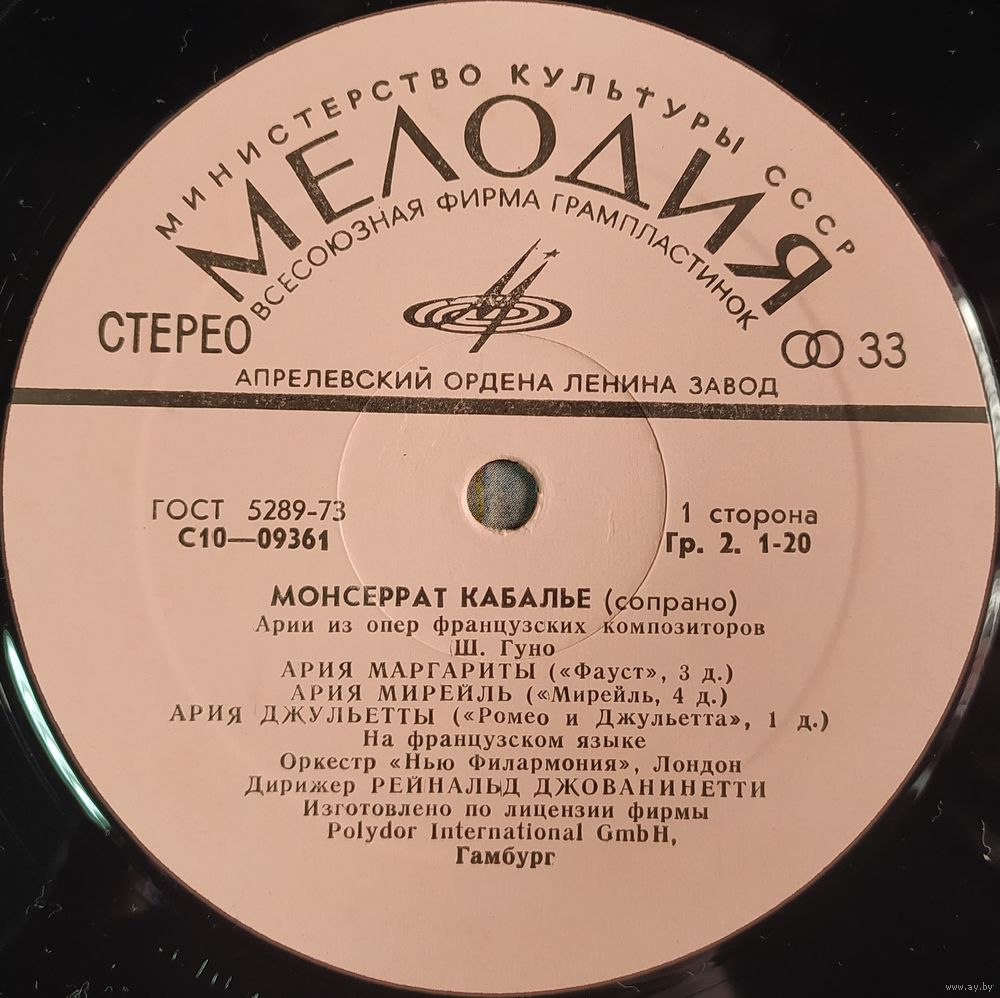 МИНИСТЕРСТВО КУЛЬТУРЫ СССР
МЕЛОДИЯ
ВСЕСОЮЗНАЯ ФИРМА ГРАМПЛАСТИНОК
СТЕРЕО
33
АПРЕЛЕВСКИЙ ОРДЕНА ЛЕНИНА ЗАВОД
ГОСТ 5289-73
С10—09361
1 сторона
Гр. 2. 1-20
МОНСЕРРАТ КАБАЛЬЕ (сопрано)
Арии из опер французских композиторов
Ш. Гуно
АРИЯ МАРГАРИТЫ («Фауст», 3 д.)
АРИЯ МИРЕЙЛЬ («Мирейль, 4 д.)
АРИЯ ДЖУЛЬЕТТЫ («Ромео и Джульетта», 1 д.)
На французском языке
Оркестр «Нью Филармония», Лондон
Дирижер РЕЙНАЛЬД ДЖОВАНИНЕТТИ
Изготовлено по лицензии фирмы
Polydor International GmbH,
Гамбург
www.ay.by